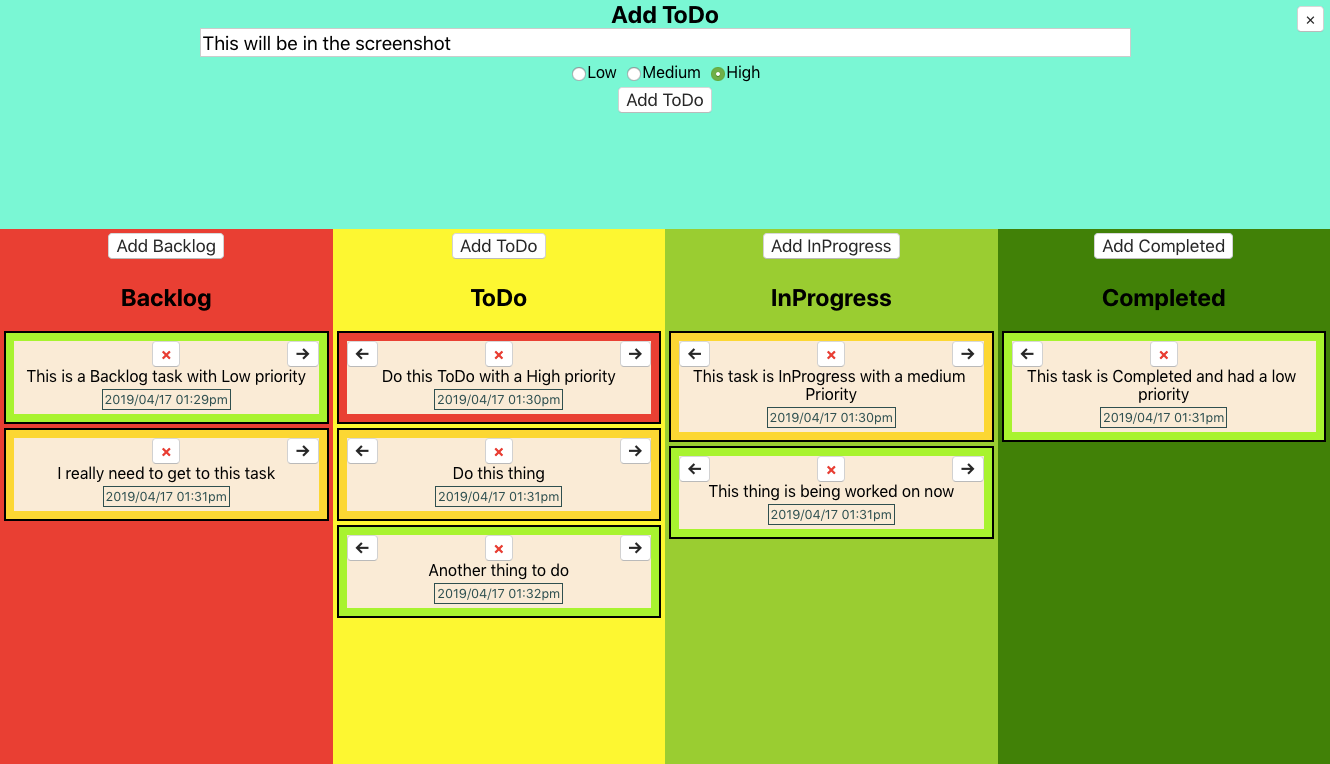 Add ToDo
×
This will be in the screenshot
Low Medium High
Add ToDo
Add Backlog
Backlog
This is a Backlog task with Low priority
2019/04/17 01:29pm
I really need to get to this task
2019/04/17 01:31pm
Add ToDo
ToDo
Do this ToDo with a High priority
2019/04/17 01:30pm
Do this thing
2019/04/17 01:31pm
Another thing to do
2019/04/17 01:32pm
Add InProgress
InProgress
This task is InProgress with a medium
Priority
2019/04/17 01:30pm
This thing is being worked on now
2019/04/17 01:31pm
Add Completed
Completed
This task is Completed and had a low
priority
2019/04/17 01:31pm